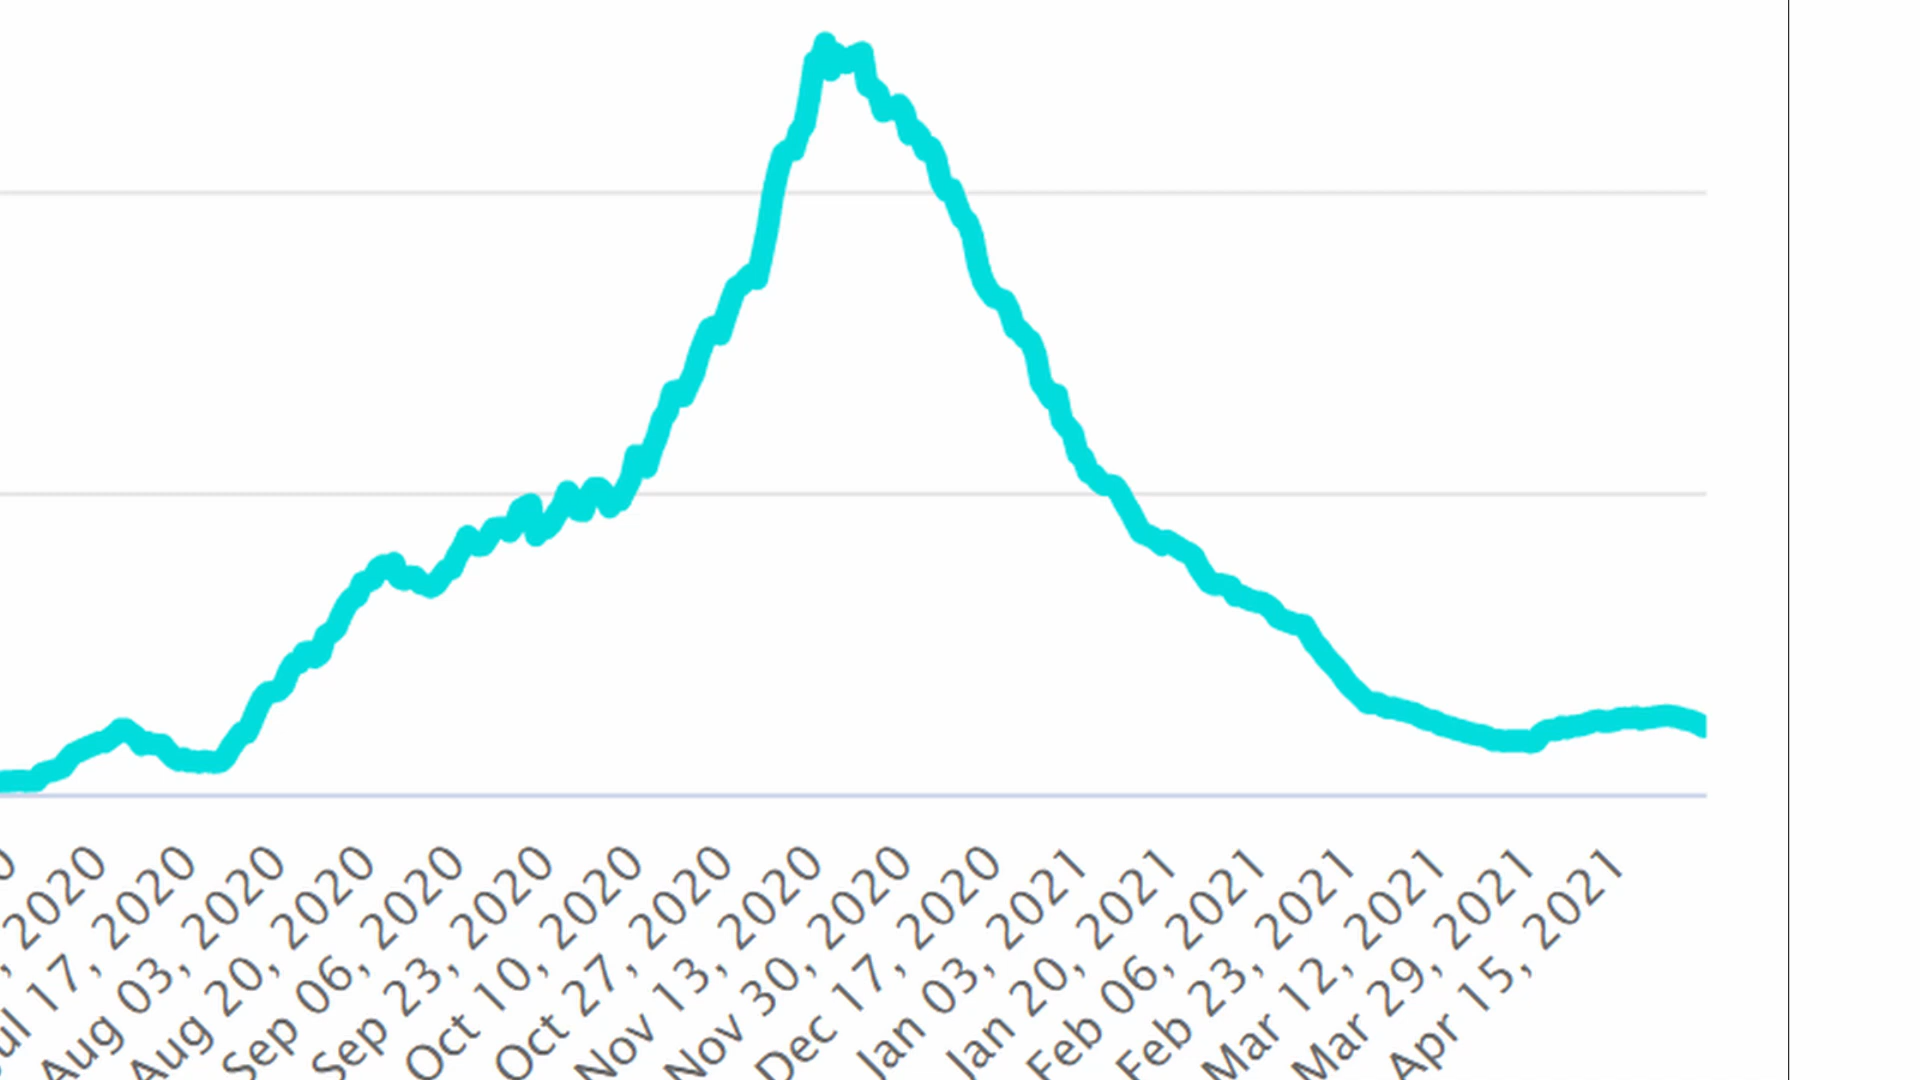 2020
Jul 17, 2020
Aug 03, 2020
Aug 20, 2020
Sep 06, 2020
Sep 23, 2020
Oct 10, 2020
Oct 27, 2020
Nov 13, 2020
Nov 30, 2020
Dec 17, 2020
Jan 03, 2021
Jan 20, 2021
Feb 06, 2021
Feb 23, 2021
Mar 12, 2021
Mar 29, 2021
Apr 15, 2021